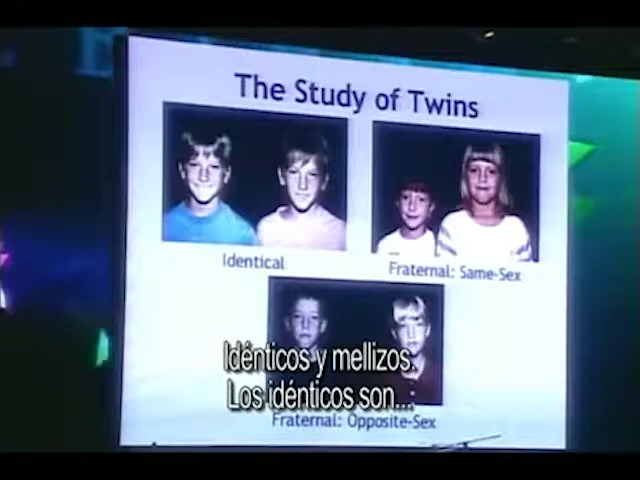 The Study of Twins
Identical
Fraternal: Same-Sex
Idénticos y mellizos.
Los idénticos son...
Fraternal: Opposite-Sex